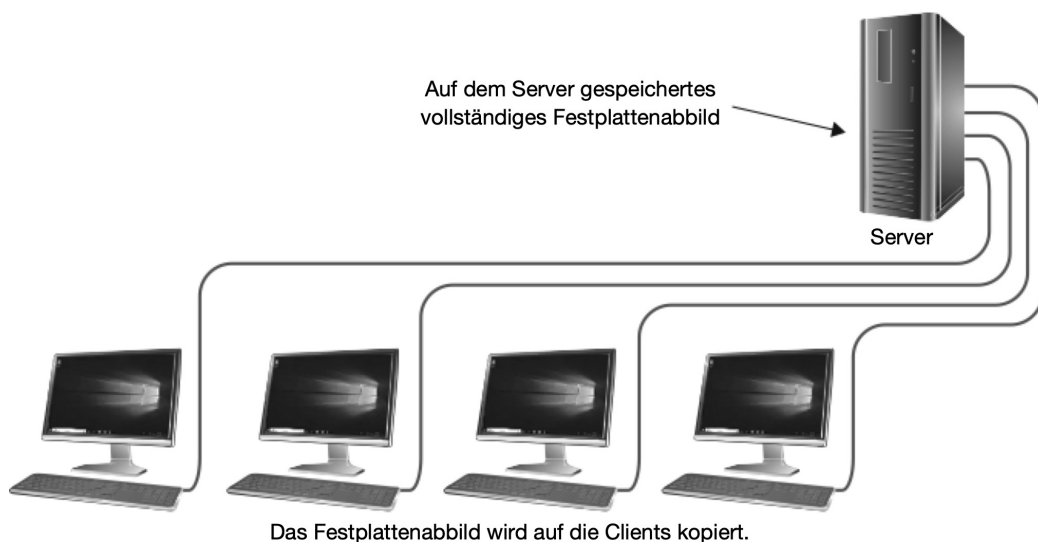 Auf dem Server gespeichertes
vollständiges Festplattenabbild
Server
Das Festplattenabbild wird auf die Clients kopiert.